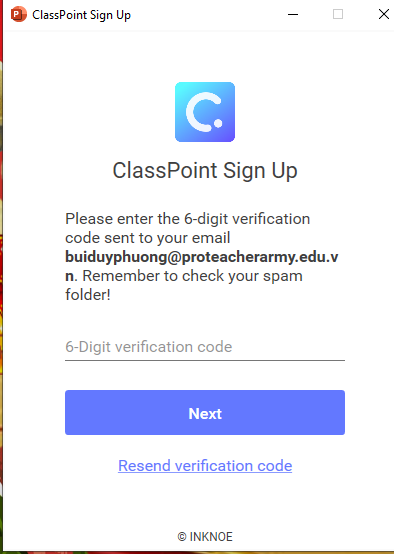 ClassPoint Sign Up
ClassPoint Sign Up
Please enter the 6-digit verification
code sent to your email
buiduyphuong@proteacherarmy.edu.v
n. Remember to check your spam
folder!
6-Digit verification code
Next
Resend verification code
© INKNOE